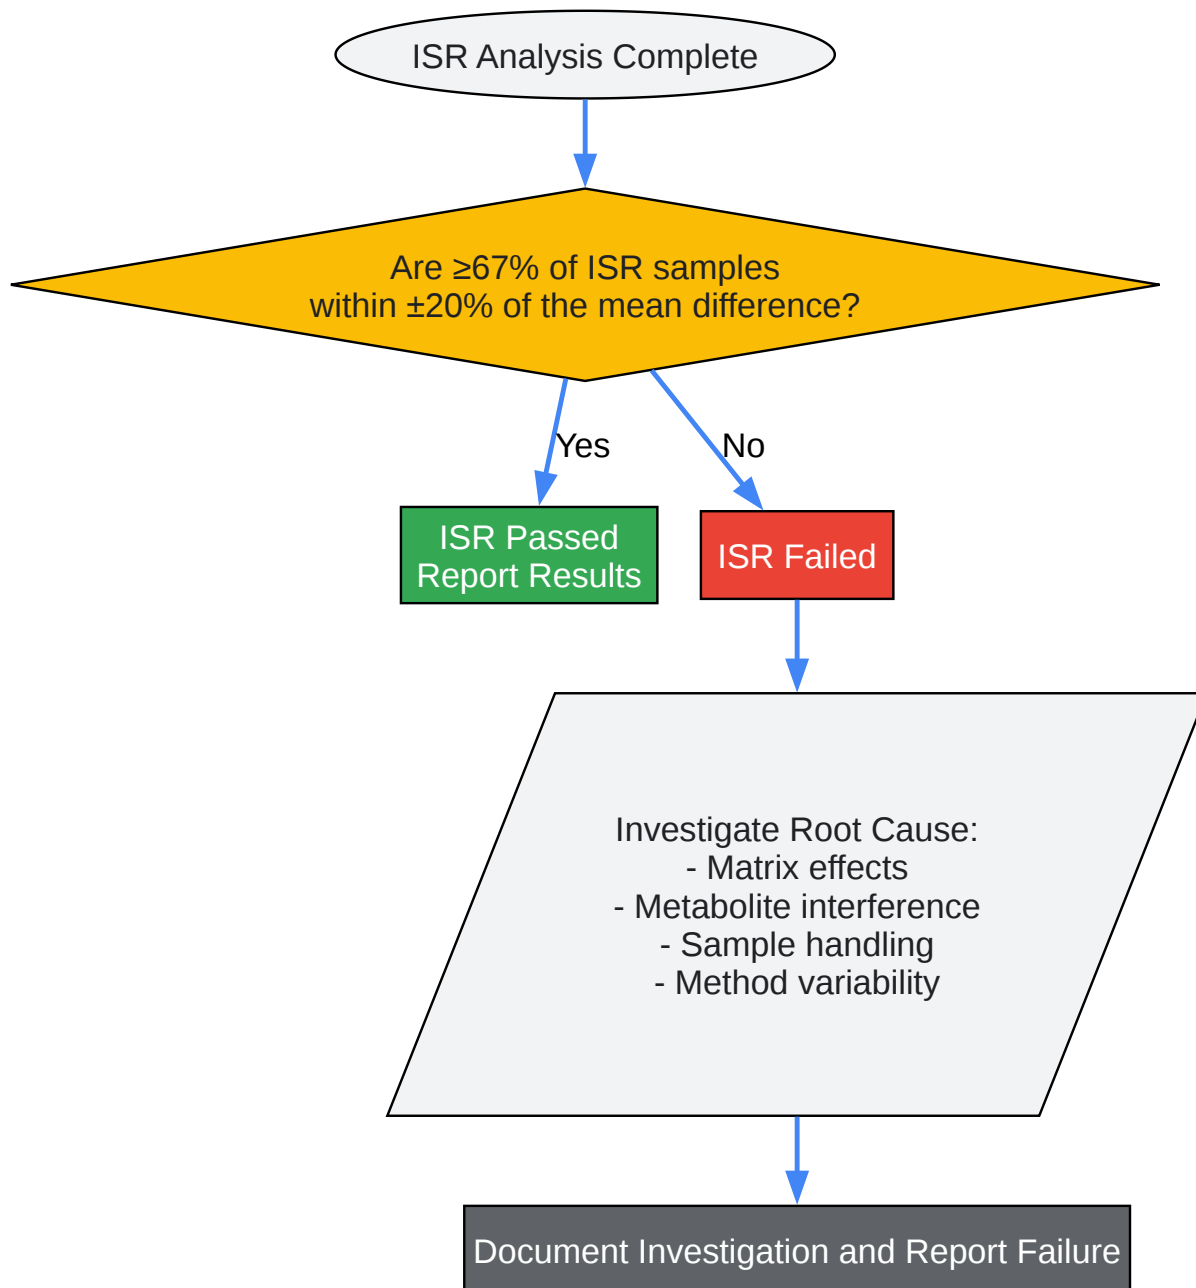 ISR Analysis Complete
Are ≥67% of ISR samples
within ±20% of the mean difference?
Yes
No
ISR Passed
Report Results
ISR Failed
Investigate Root Cause:
- Matrix effects
- Metabolite interference
- Sample handling
- Method variability
Document Investigation and Report Failure